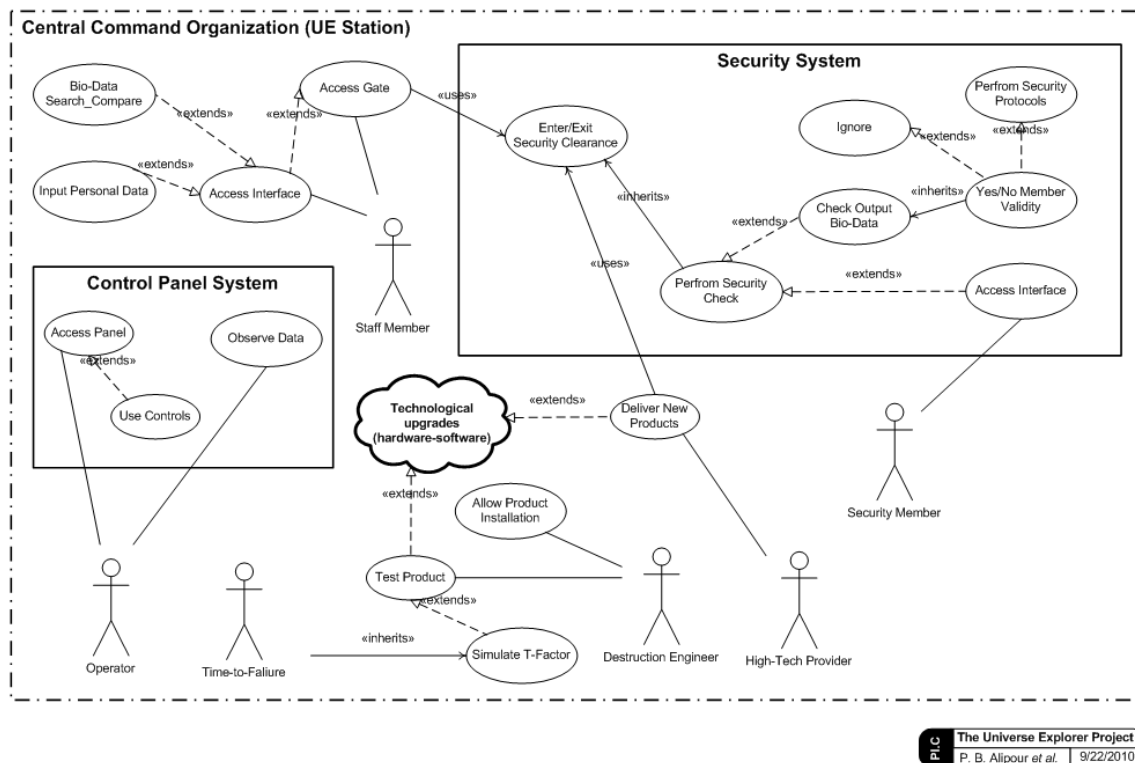 Central Command Organization (UE Station)
Bio-Data
Search_Compare
«extends»
Access Gate
«uses»
«extends»
«extends»
Input Personal Data
Access Interface
Staff Member
Security System
Enter/Exit
Security Clearance
Ignore
Perfrom Security
Protocols
«extends»
«extends»
«inherits»
Yes/No Member
Validity
Check Output
Bio-Data
«extends»
«inherits»
«uses»
Perfrom Security
Check
«extends»
Access Interface
Control Panel System
Access Panel
«extends»
Use Controls
Observe Data
Technological
upgrades
(hardware-software)
«extends»
Deliver New
Products
Security Member
«extends»
Allow Product
Installation
Test Product
«extends»
«inherits»
Simulate T-Factor
Operator
Time-to-Faliure
Destruction Engineer
High-Tech Provider
PI.C
The Universe Explorer Project
P. B. Alipour et al.
9/22/2010